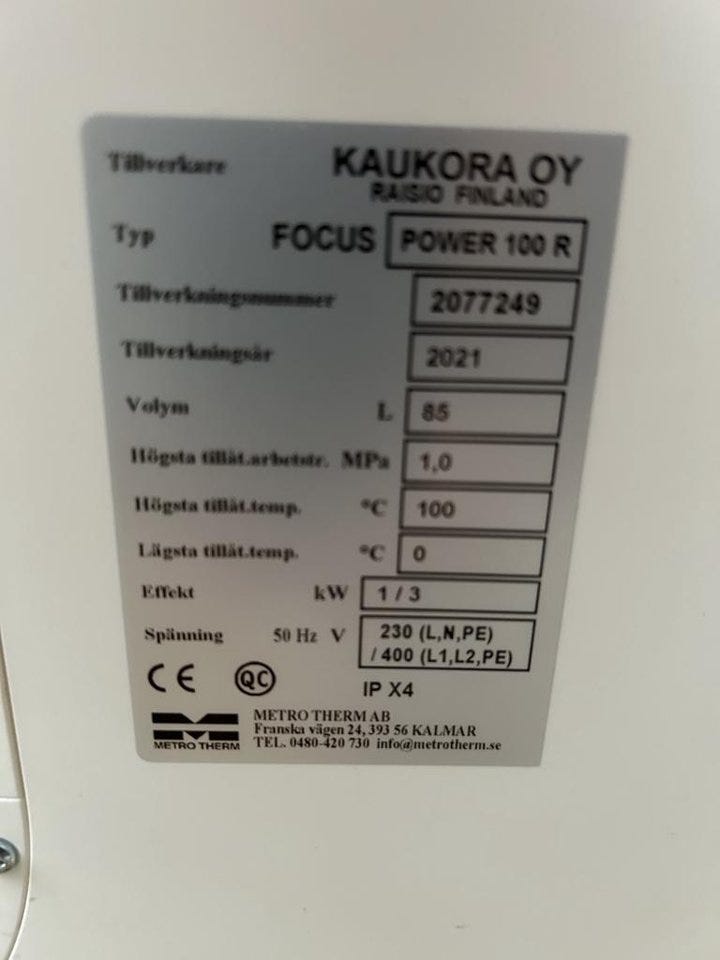 Tillverkare KAUKORA OY
RAISIO FINLAND
Typ FOCUS POWER 100 R
Tillverkningsnummer 2077249
Tillverkningsår 2021
Volym L 85
Högsta tillåt.arbetstr. MPa 1,0
Högsta tillåt.temp. °C 100
Lägsta tillåt.temp. °C 0
Effekt kW 1 / 3
Spänning 50 Hz V 230 (L,N,PE)
/ 400 (L1,L2,PE)
CE QC IP X4
METRO THERM AB
Franska vägen 24, 393 56 KALMAR
METRO THERM TEL. 0480-420 730 info@metrotherm.se